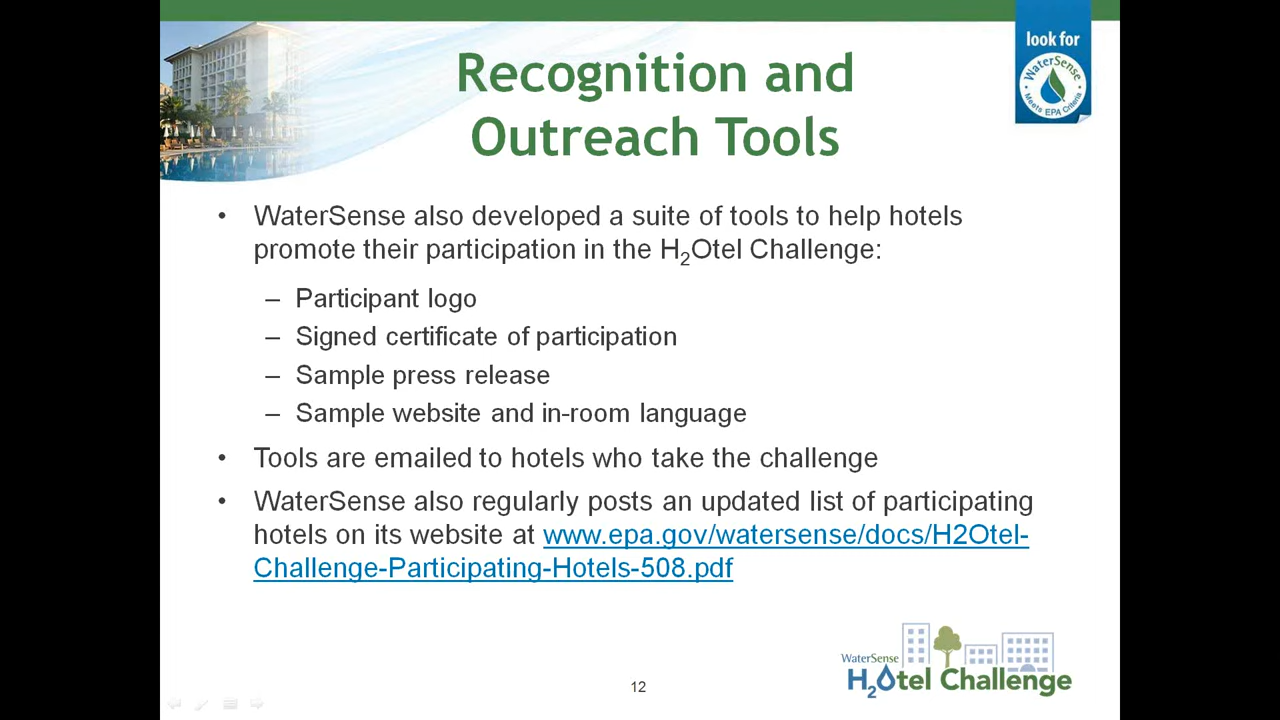 look for
WaterSense
Meets EPA Criteria
Recognition and
Outreach Tools
• WaterSense also developed a suite of tools to help hotels
promote their participation in the H₂Otel Challenge:
– Participant logo
– Signed certificate of participation
– Sample press release
– Sample website and in-room language
• Tools are emailed to hotels who take the challenge
• WaterSense also regularly posts an updated list of participating
hotels on its website at www.epa.gov/watersense/docs/H2Otel-
Challenge-Participating-Hotels-508.pdf
12
WaterSense
H₂Otel Challenge